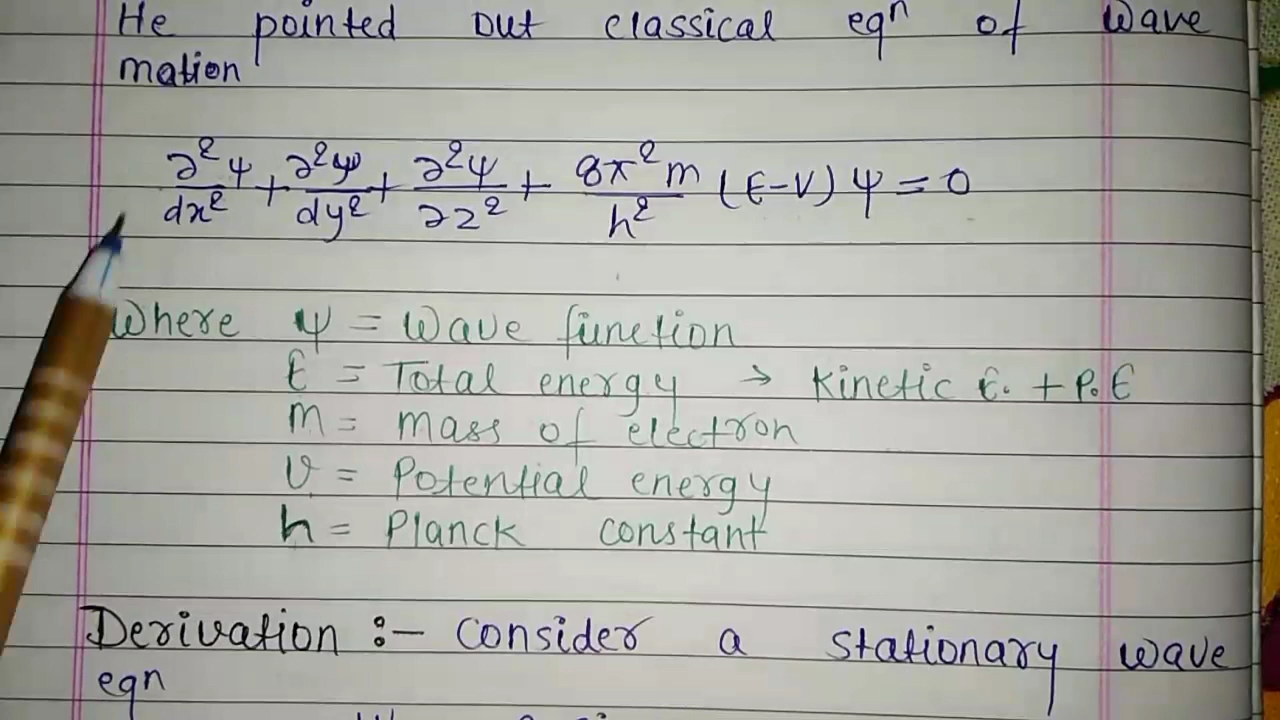 He pointed out classical eqⁿ of wave
mation
∂²ψ/dx² + ∂²ψ/dy² + ∂²ψ/∂z² + 8π²m/h² (E-V) ψ = 0
Where ψ = Wave function
E = Total energy → Kinetic E. + P.E
m = mass of electron
V = Potential energy
h = Planck constant
Derivation :- Consider a stationary wave
eqn